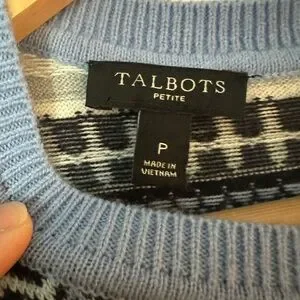 TALBOTS
PETITE
P
MADE IN
VIETNAM